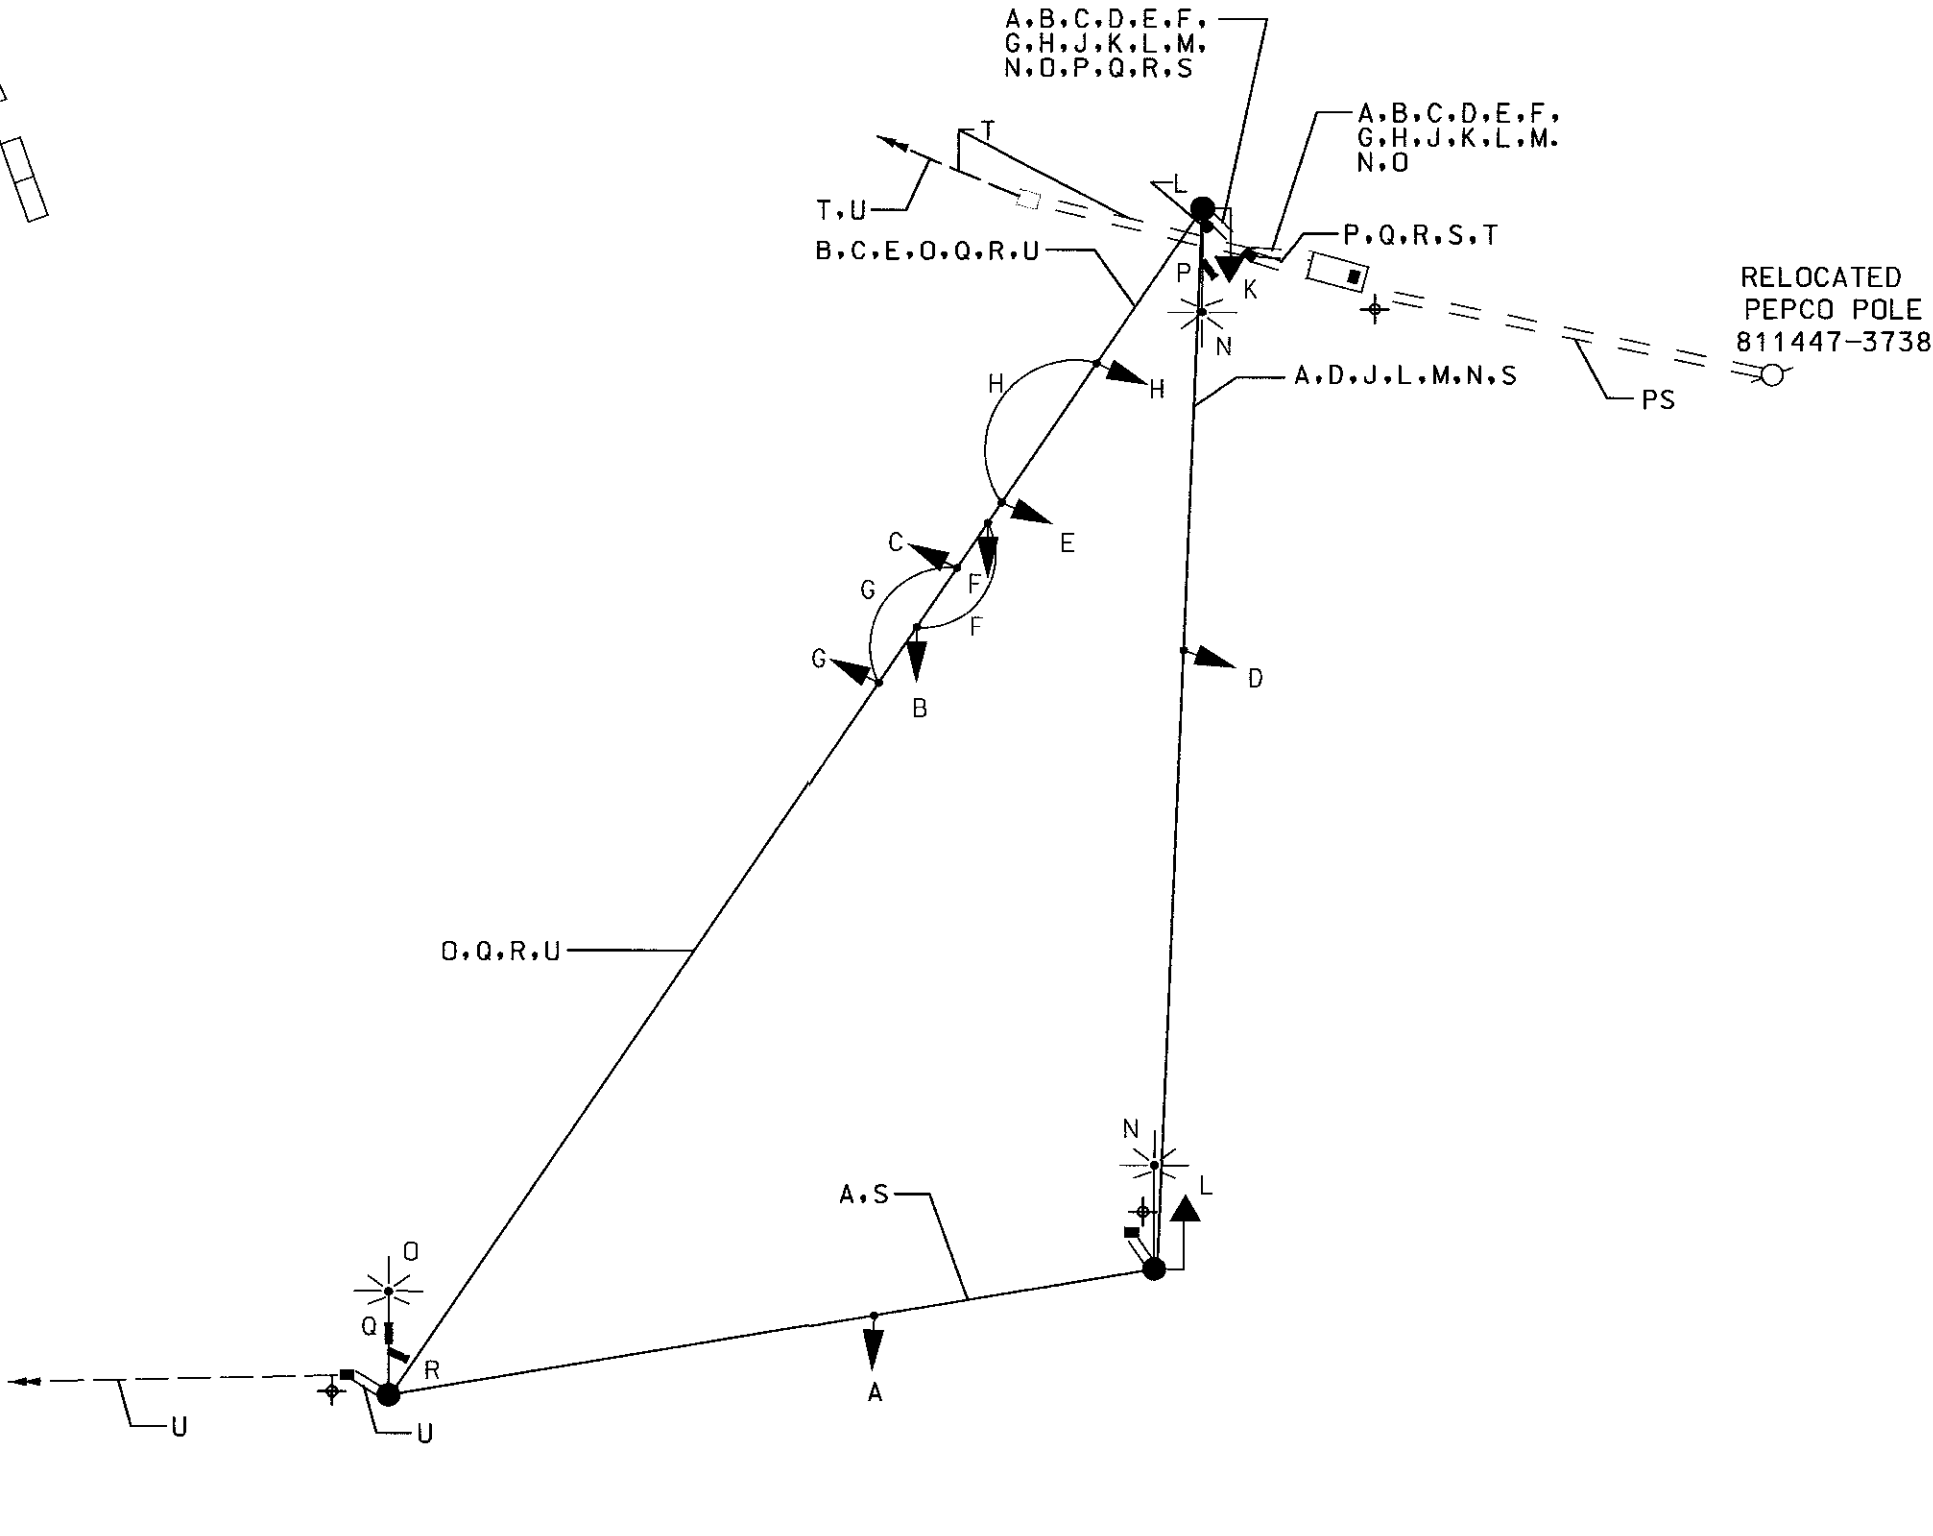 A,B,C,D,E,F,
G,H,J,K,L,M,
N,O,P,Q,R,S
A,B,C,D,E,F,
G,H,J,K,L,M.
N,O
T
L
T,U
P,Q,R,S,T
B,C,E,O,Q,R,U
P
K
RELOCATED
PEPCO POLE
811447-3738
N
A,D,J,L,M,N,S
H
H
PS
C
E
F
G
F
G
B
D
O,Q,R,U
N
A,S
L
O
Q
R
A
U
U